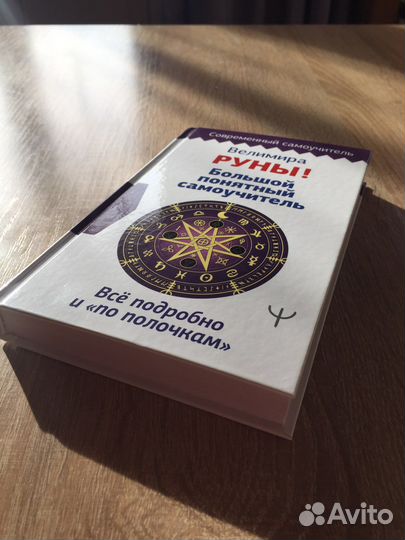 Современный самоучитель
Велимира
РУНЫ!
Большой
понятный
самоучитель
Всё подробно
и «по полочкам»
Avito